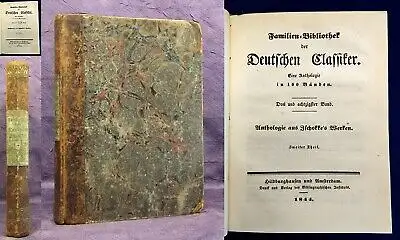 Familien-Bibliothek
der
Deutschen Classiker.
Eine Anthologie
in 100 Bänden.
Drei und achtzigster Band.
Anthologie aus Zschokke's Werken.
Zweiter Theil.
Hildburghausen und Amsterdam.
Druck und Verlag des Bibliographischen Instituts.
1844.